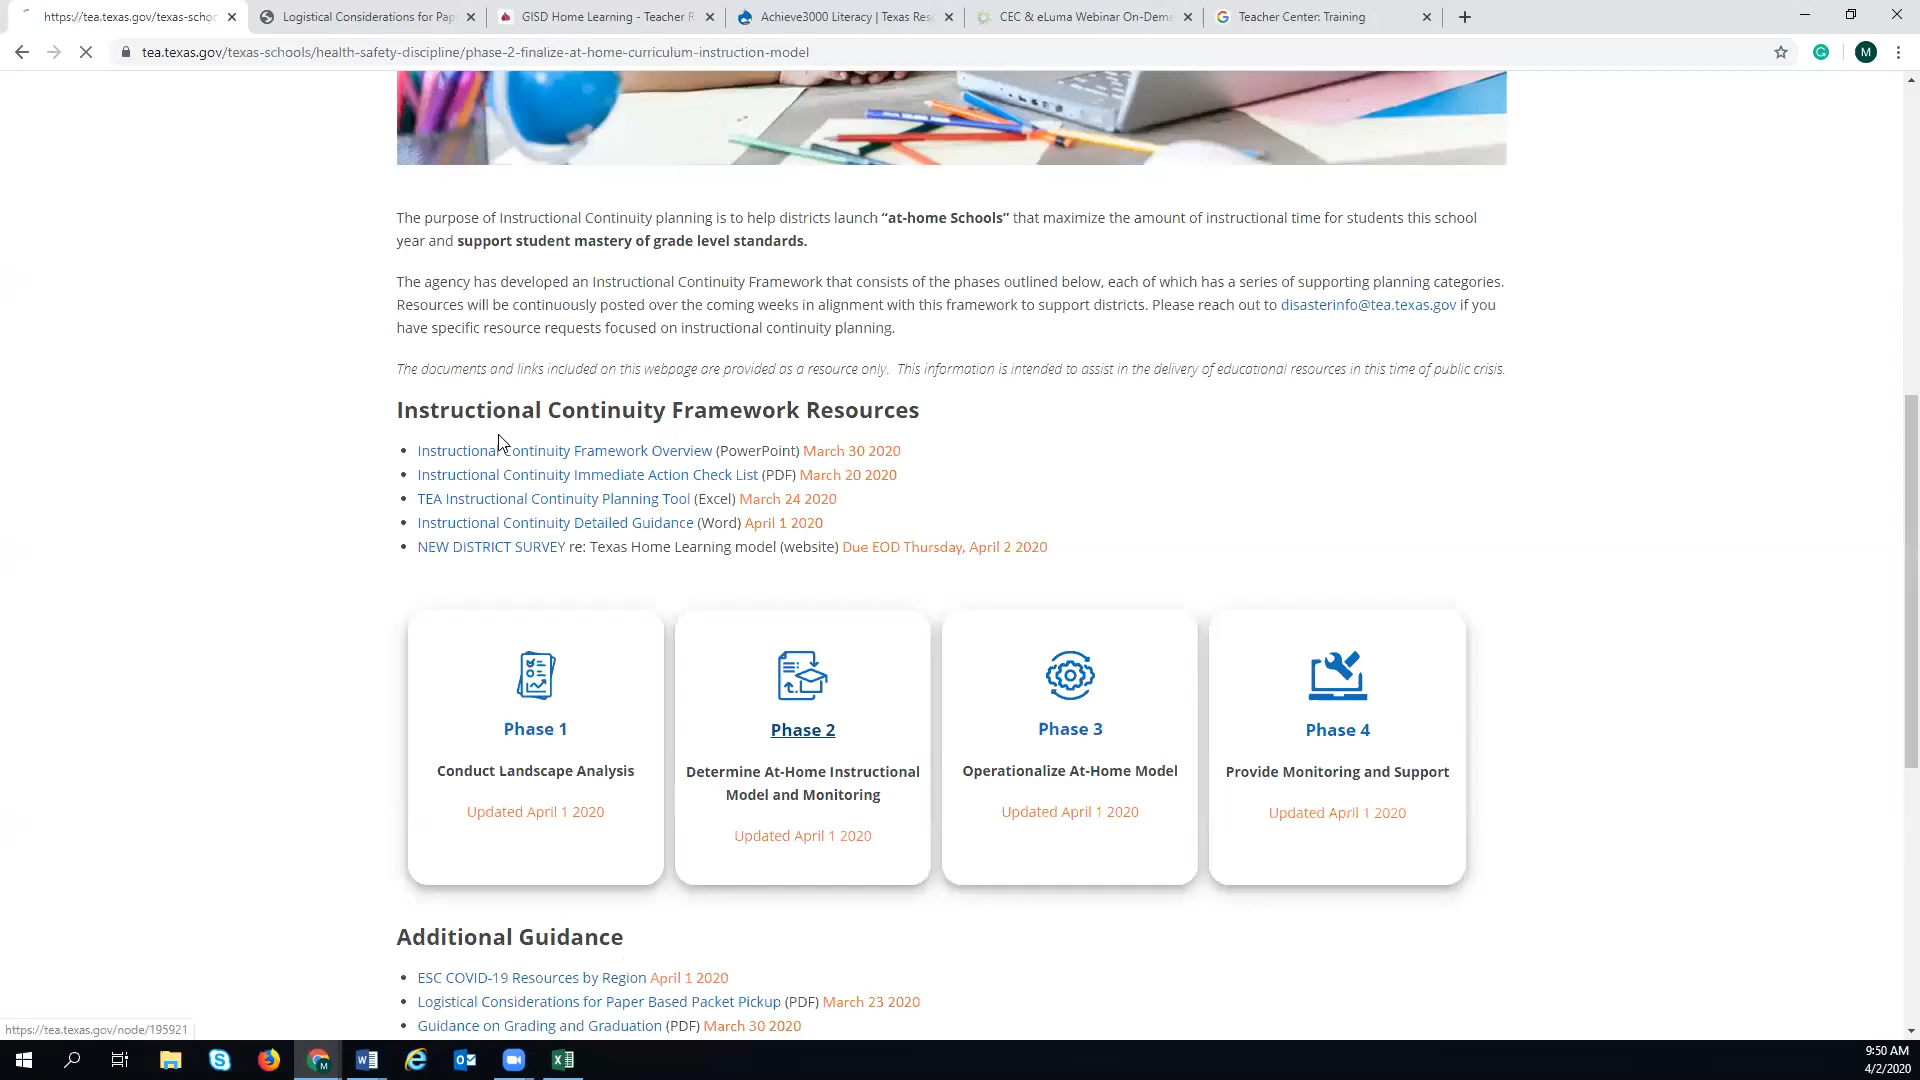 https://tea.texas.gov/texas-schoo
Logistical Considerations for Pap
GISD Home Learning - Teacher R
Achieve3000 Literacy | Texas Res
CEC & eLuma Webinar On-Dema
Teacher Center: Training
tea.texas.gov/texas-schools/health-safety-discipline/phase-2-finalize-at-home-curriculum-instruction-model
M
The purpose of Instructional Continuity planning is to help districts launch “at-home Schools” that maximize the amount of instructional time for students this school
year and support student mastery of grade level standards.
The agency has developed an Instructional Continuity Framework that consists of the phases outlined below, each of which has a series of supporting planning categories.
Resources will be continuously posted over the coming weeks in alignment with this framework to support districts. Please reach out to disasterinfo@tea.texas.gov if you
have specific resource requests focused on instructional continuity planning.
The documents and links included on this webpage are provided as a resource only. This information is intended to assist in the delivery of educational resources in this time of public crisis.
Instructional Continuity Framework Resources
• Instructional Continuity Framework Overview (PowerPoint) March 30 2020
• Instructional Continuity Immediate Action Check List (PDF) March 20 2020
• TEA Instructional Continuity Planning Tool (Excel) March 24 2020
• Instructional Continuity Detailed Guidance (Word) April 1 2020
• NEW DISTRICT SURVEY re: Texas Home Learning model (website) Due EOD Thursday, April 2 2020
Phase 1
Conduct Landscape Analysis
Updated April 1 2020
Phase 2
Determine At-Home Instructional
Model and Monitoring
Updated April 1 2020
Phase 3
Operationalize At-Home Model
Updated April 1 2020
Phase 4
Provide Monitoring and Support
Updated April 1 2020
Additional Guidance
• ESC COVID-19 Resources by Region April 1 2020
• Logistical Considerations for Paper Based Packet Pickup (PDF) March 23 2020
• Guidance on Grading and Graduation (PDF) March 30 2020
https://tea.texas.gov/node/195921
9:50 AM
4/2/2020